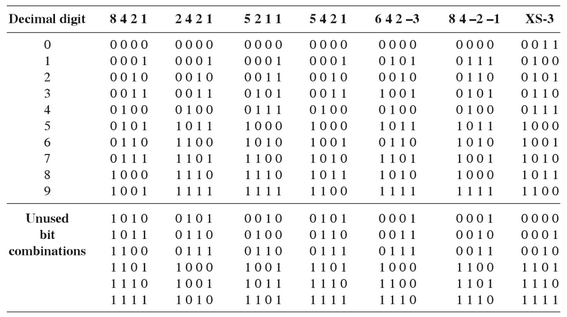 Decimal digit 8 4 2 1 2 4 2 1 5 2 1 1 5 4 2 1 6 4 2 –3 8 4 –2 –1 XS-3
0 0 0 0 0 0 0 0 0 0 0 0 0 0 0 0 0 0 0 0 0 0 0 0 0 0 0 1 1
1 0 0 0 1 0 0 0 1 0 0 0 1 0 0 0 1 0 1 0 1 0 1 1 1 0 1 0 0
2 0 0 1 0 0 0 1 0 0 0 1 1 0 0 1 0 0 0 1 0 0 1 1 0 0 1 0 1
3 0 0 1 1 0 0 1 1 0 1 0 1 0 0 1 1 1 0 0 1 0 1 0 1 0 1 1 0
4 0 1 0 0 0 1 0 0 0 1 1 1 0 1 0 0 0 1 0 0 0 1 0 0 0 1 1 1
5 0 1 0 1 1 0 1 1 1 0 0 0 1 0 0 0 1 0 1 1 1 0 1 1 1 0 0 0
6 0 1 1 0 1 1 0 0 1 0 1 0 1 0 0 1 0 1 1 0 1 0 1 0 1 0 0 1
7 0 1 1 1 1 1 0 1 1 1 0 0 1 0 1 0 1 1 0 1 1 0 0 1 1 0 1 0
8 1 0 0 0 1 1 1 0 1 1 1 0 1 0 1 1 1 0 1 0 1 0 0 0 1 0 1 1
9 1 0 0 1 1 1 1 1 1 1 1 1 1 1 0 0 1 1 1 1 1 1 1 1 1 1 0 0
Unused 1 0 1 0 0 1 0 1 0 0 1 0 0 1 0 1 0 0 0 1 0 0 0 1 0 0 0 0
bit 1 0 1 1 0 1 1 0 0 1 0 0 0 1 1 0 0 0 1 1 0 0 1 0 0 0 0 1
combinations 1 1 0 0 0 1 1 1 0 1 1 0 0 1 1 1 0 1 1 1 0 0 1 1 0 0 1 0
1 1 0 1 1 0 0 0 1 0 0 1 1 1 0 1 1 0 0 0 1 1 0 0 1 1 0 1
1 1 1 0 1 0 0 1 1 0 1 1 1 1 1 0 1 1 0 0 1 1 0 1 1 1 1 0
1 1 1 1 1 0 1 0 1 1 0 1 1 1 1 1 1 1 1 0 1 1 1 0 1 1 1 1